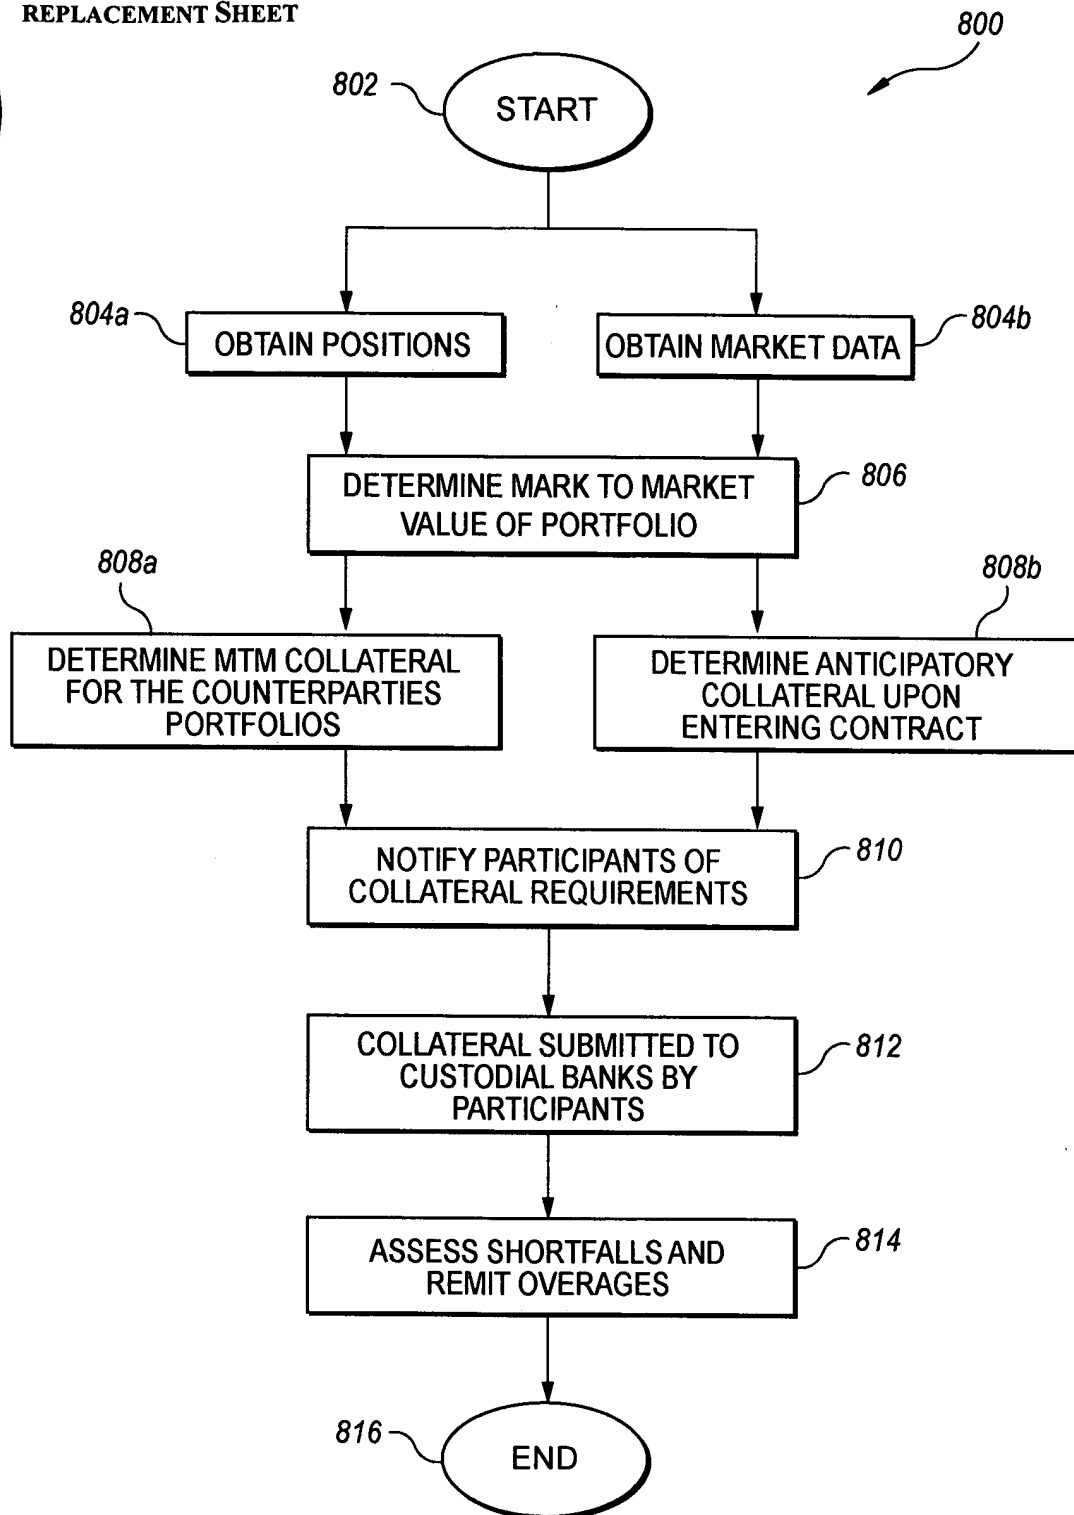 REPLACEMENT SHEET
800
802
START
804a
OBTAIN POSITIONS
OBTAIN MARKET DATA
804b
DETERMINE MARK TO MARKET
VALUE OF PORTFOLIO
806
808a
808b
DETERMINE MTM COLLATERAL
FOR THE COUNTERPARTIES
PORTFOLIOS
DETERMINE ANTICIPATORY
COLLATERAL UPON
ENTERING CONTRACT
NOTIFY PARTICIPANTS OF
COLLATERAL REQUIREMENTS
810
COLLATERAL SUBMITTED TO
CUSTODIAL BANKS BY
PARTICIPANTS
812
ASSESS SHORTFALLS AND
REMIT OVERAGES
814
816
END